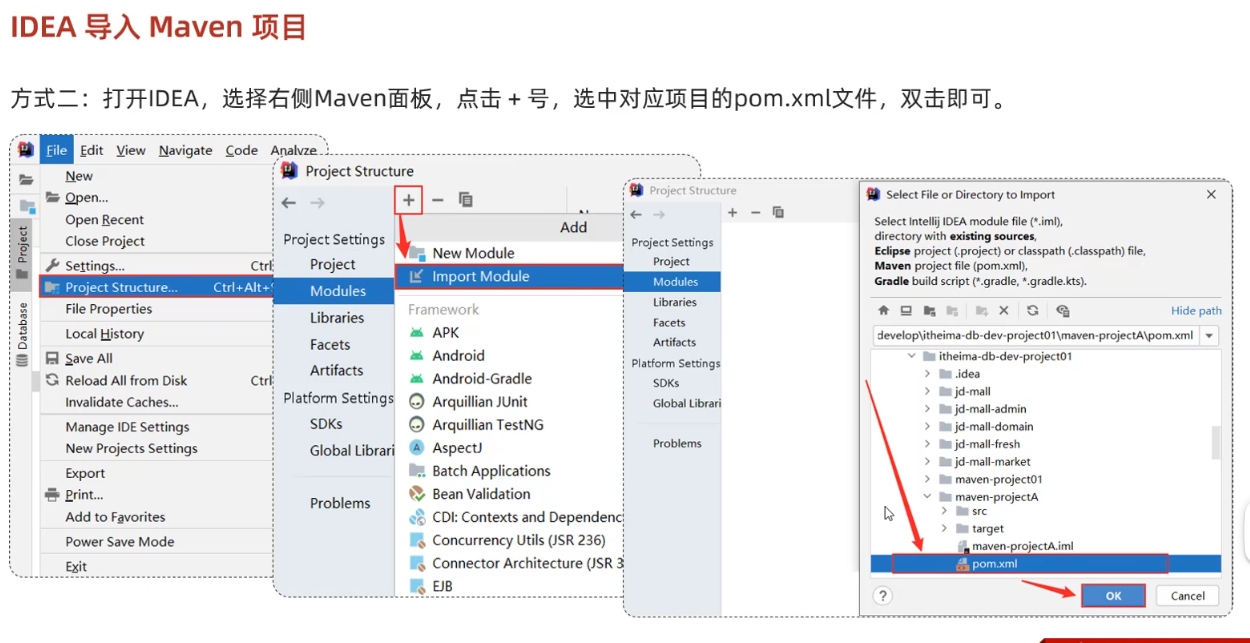 IDEA 导入 Maven 项目
方式二：打开IDEA，选择右侧Maven面板，点击 + 号，选中对应项目的pom.xml文件，双击即可。
File Edit View Navigate Code Analyze
New
Open...
Open Recent
Close Project
Settings... Ctrl
Project Structure... Ctrl+Alt+S
File Properties
Local History
Save All
Reload All from Disk Ctrl
Invalidate Caches...
Manage IDE Settings
New Projects Settings
Export
Print...
Add to Favorites
Power Save Mode
Exit
Project
Database
Project Structure
Project Settings
Project
Modules
Libraries
Facets
Artifacts
Platform Settings
SDKs
Global Librari
Problems
Add
New Module
Import Module
Framework
APK
Android
Android-Gradle
Arquillian JUnit
Arquillian TestNG
AspectJ
Batch Applications
Bean Validation
CDI: Contexts and Dependenc
Concurrency Utils (JSR 236)
Connector Architecture (JSR 3
EJB
Project Structure
Project Settings
Project
Modules
Libraries
Facets
Artifacts
Platform Settings
SDKs
Global Librari
Problems
Select File or Directory to Import
Select Intellij IDEA module file (*.iml),
directory with existing sources,
Eclipse project (.project) or classpath (.classpath) file,
Maven project file (pom.xml),
Gradle build script (*.gradle, *.gradle.kts).
Hide path
develop\itheima-db-dev-project01\maven-projectA\pom.xml
itheima-db-dev-project01
.idea
jd-mall
jd-mall-admin
jd-mall-domain
jd-mall-fresh
jd-mall-market
maven-project01
maven-projectA
src
target
maven-projectA.iml
pom.xml
? OK Cancel